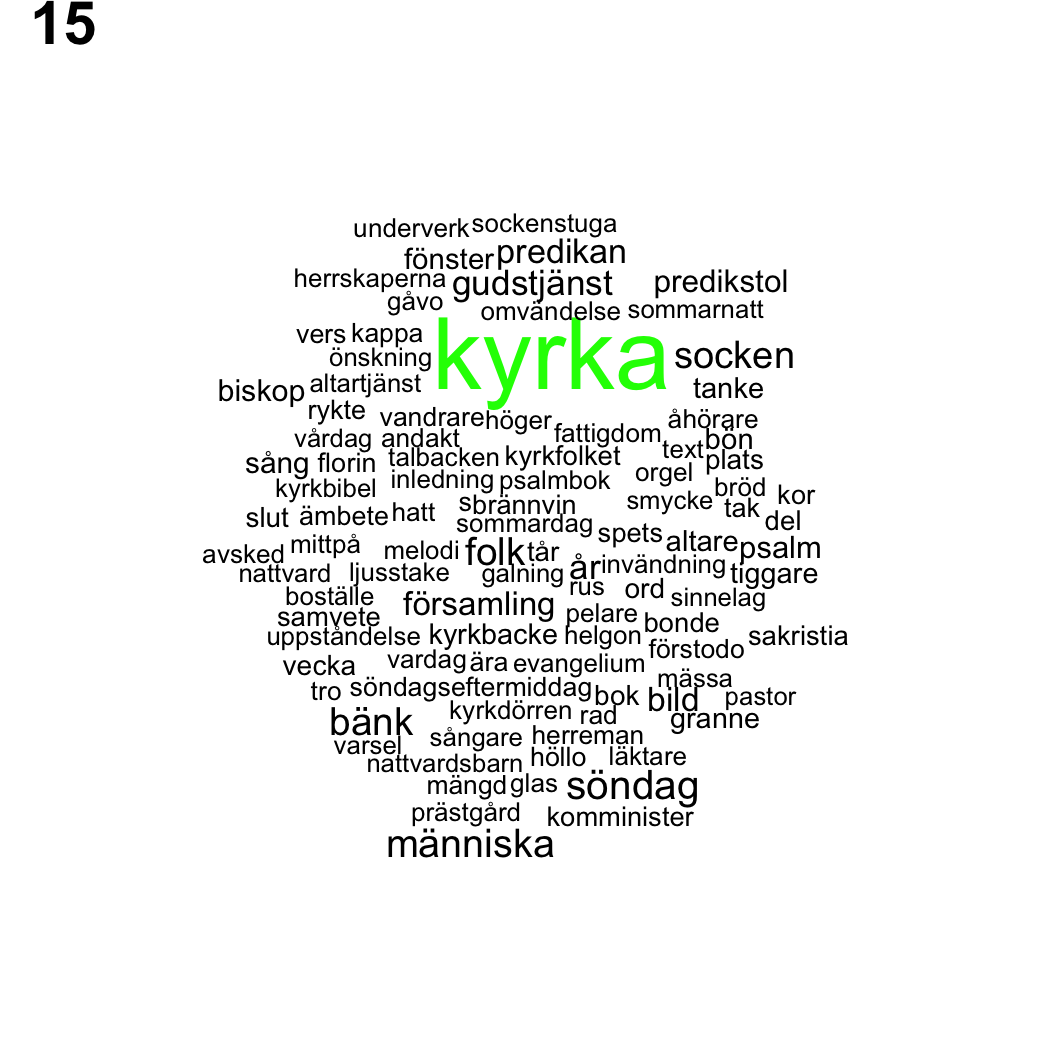 15
underverk sockenstuga
fönster predikan
herrskaperna gudstjänst predikstol
gåvo omvändelse sommarnatt
vers kappa
önskning kyrka socken
biskop altartjänst tanke
rykte vandrare höger åhörare
vårdag andakt fattigdom bön
sång florin talbacken kyrkfolket text plats
kyrkbibel inledning psalmbok orgel bröd kor
slut ämbete hatt sbrännvin smycke tak del
sommardag spets
avsked mittpå melodi folk tår altare psalm
nattvard ljusstake galning år invändning tiggare
boställe rus ord sinnelag
samvete församling pelare bonde
uppståndelse kyrkbacke helgon förstodo sakristia
vecka vardag ära evangelium mässa
tro söndagseftermiddag bok bild pastor
bänk kyrkdörren rad granne
varsel sångare herreman
nattvardsbarn höllo läktare
mängd glas söndag
prästgård komminister
människa